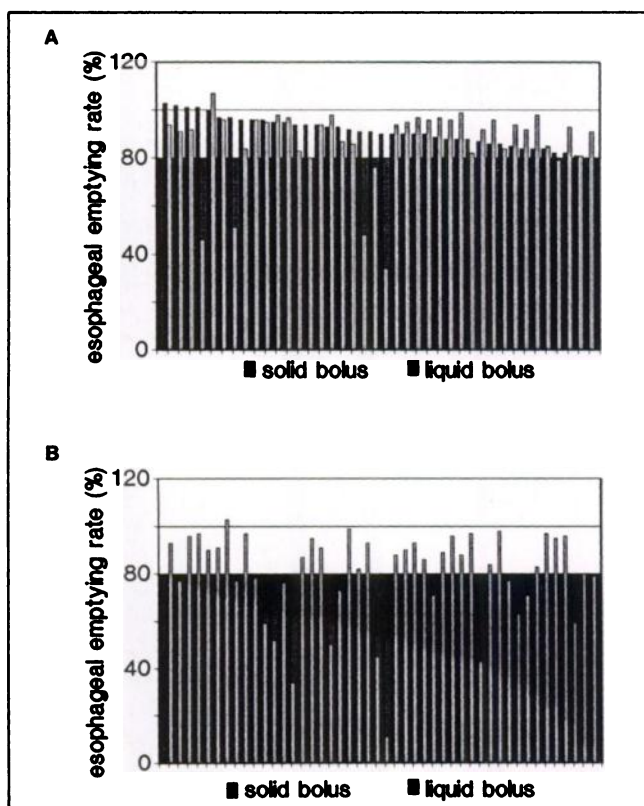 A
esophageal emptying rate (%)
120
80
40
0
solid bolus liquid bolus
B
esophageal emptying rate (%)
120
80
40
0
solid bolus liquid bolus